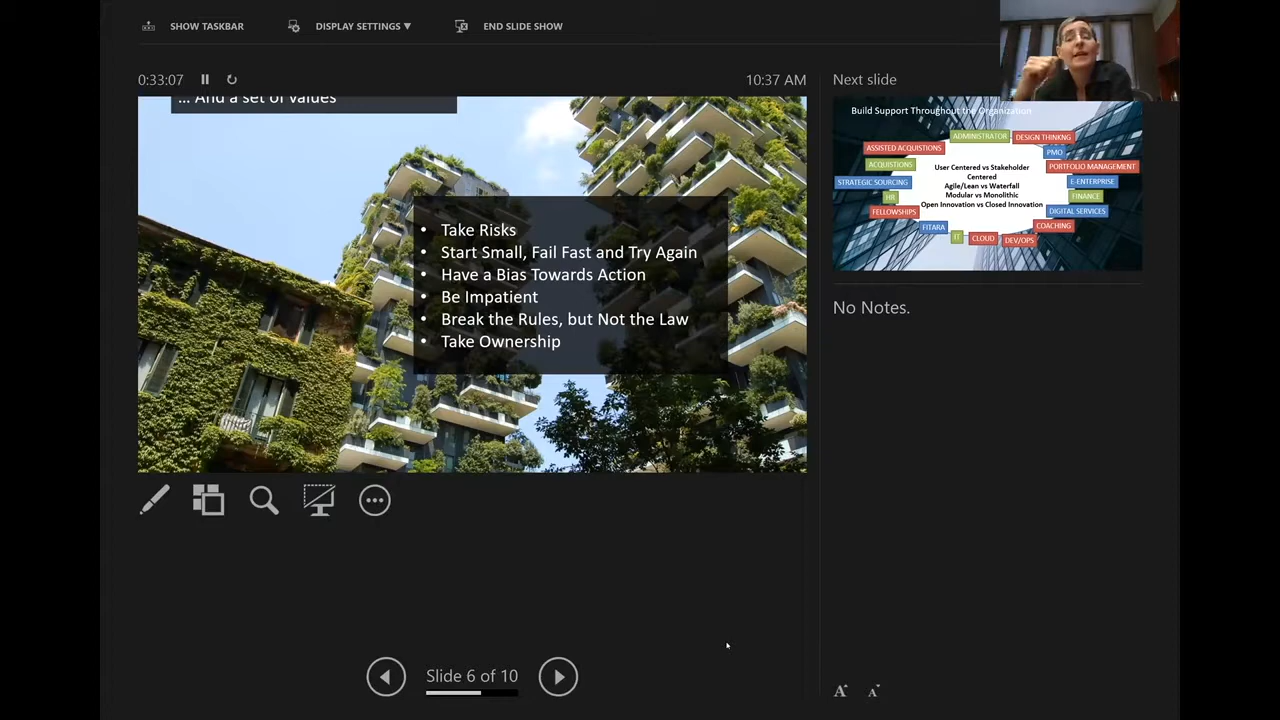 SHOW TASKBAR
DISPLAY SETTINGS ▼
END SLIDE SHOW
0:33:07
10:37 AM
Next slide
... And a set of values
• Take Risks
• Start Small, Fail Fast and Try Again
• Have a Bias Towards Action
• Be Impatient
• Break the Rules, but Not the Law
• Take Ownership
Build Support Throughout the Organization
ADMINISTRATOR
DESIGN THINKNG
ASSISTED ACQUISTIONS
PMO
ACQUISTIONS
PORTFOLIO MANAGEMENT
STRATEGIC SOURCING
E-ENTERPRISE
HR
FINANCE
FELLOWSHIPS
DIGITAL SERVICES
FITARA
COACHING
IT
CLOUD
DEV/OPS
User Centered vs Stakeholder
Centered
Agile/Lean vs Waterfall
Modular vs Monolithic
Open Innovation vs Closed Innovation
No Notes.
Slide 6 of 10
A
A